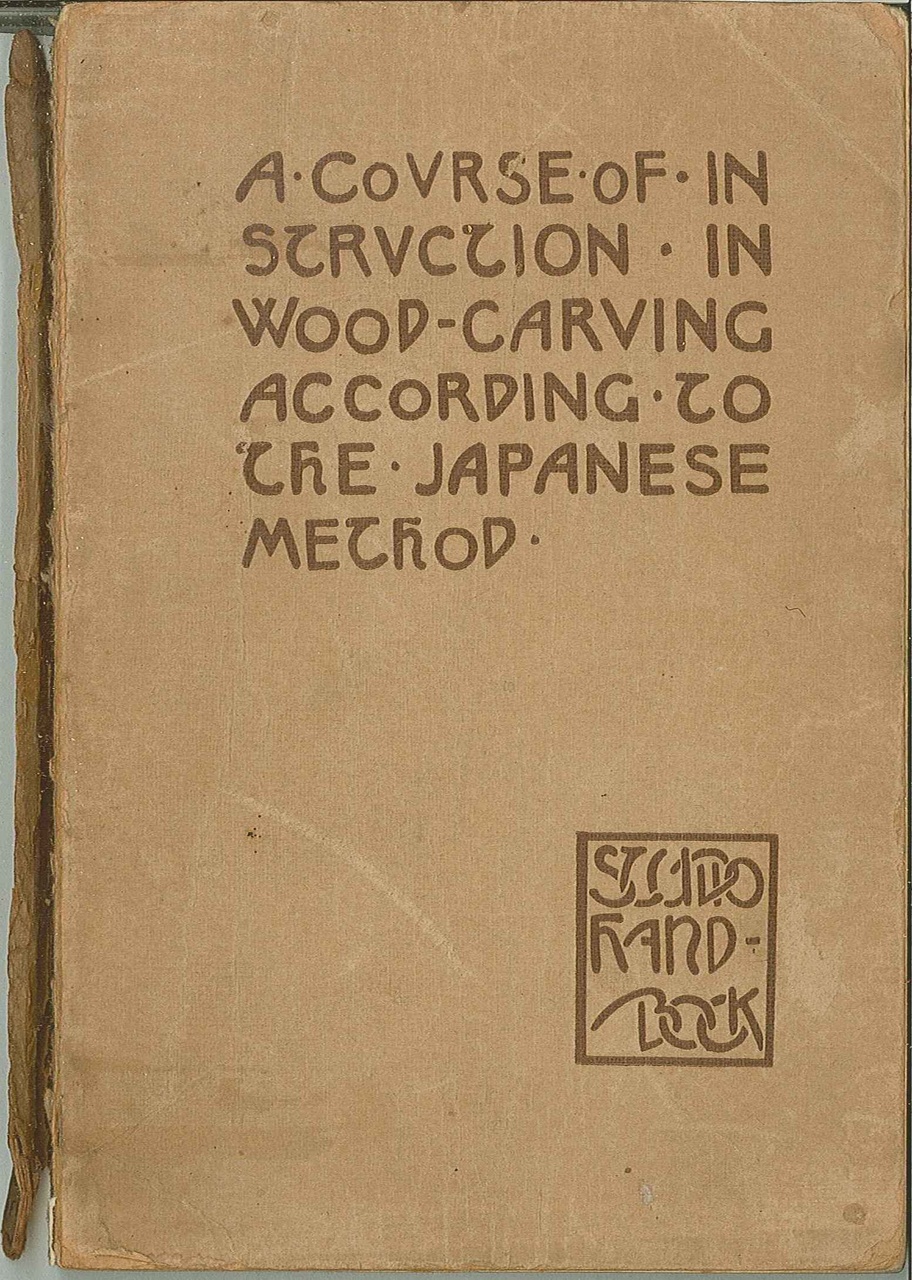 A·COVRSE·OF·IN
STRVCTION · IN
WOOD-CARVING
ACCORDING·TO
THE·JAPANESE
METHOD·
STUDIO
HAND-
BOOK